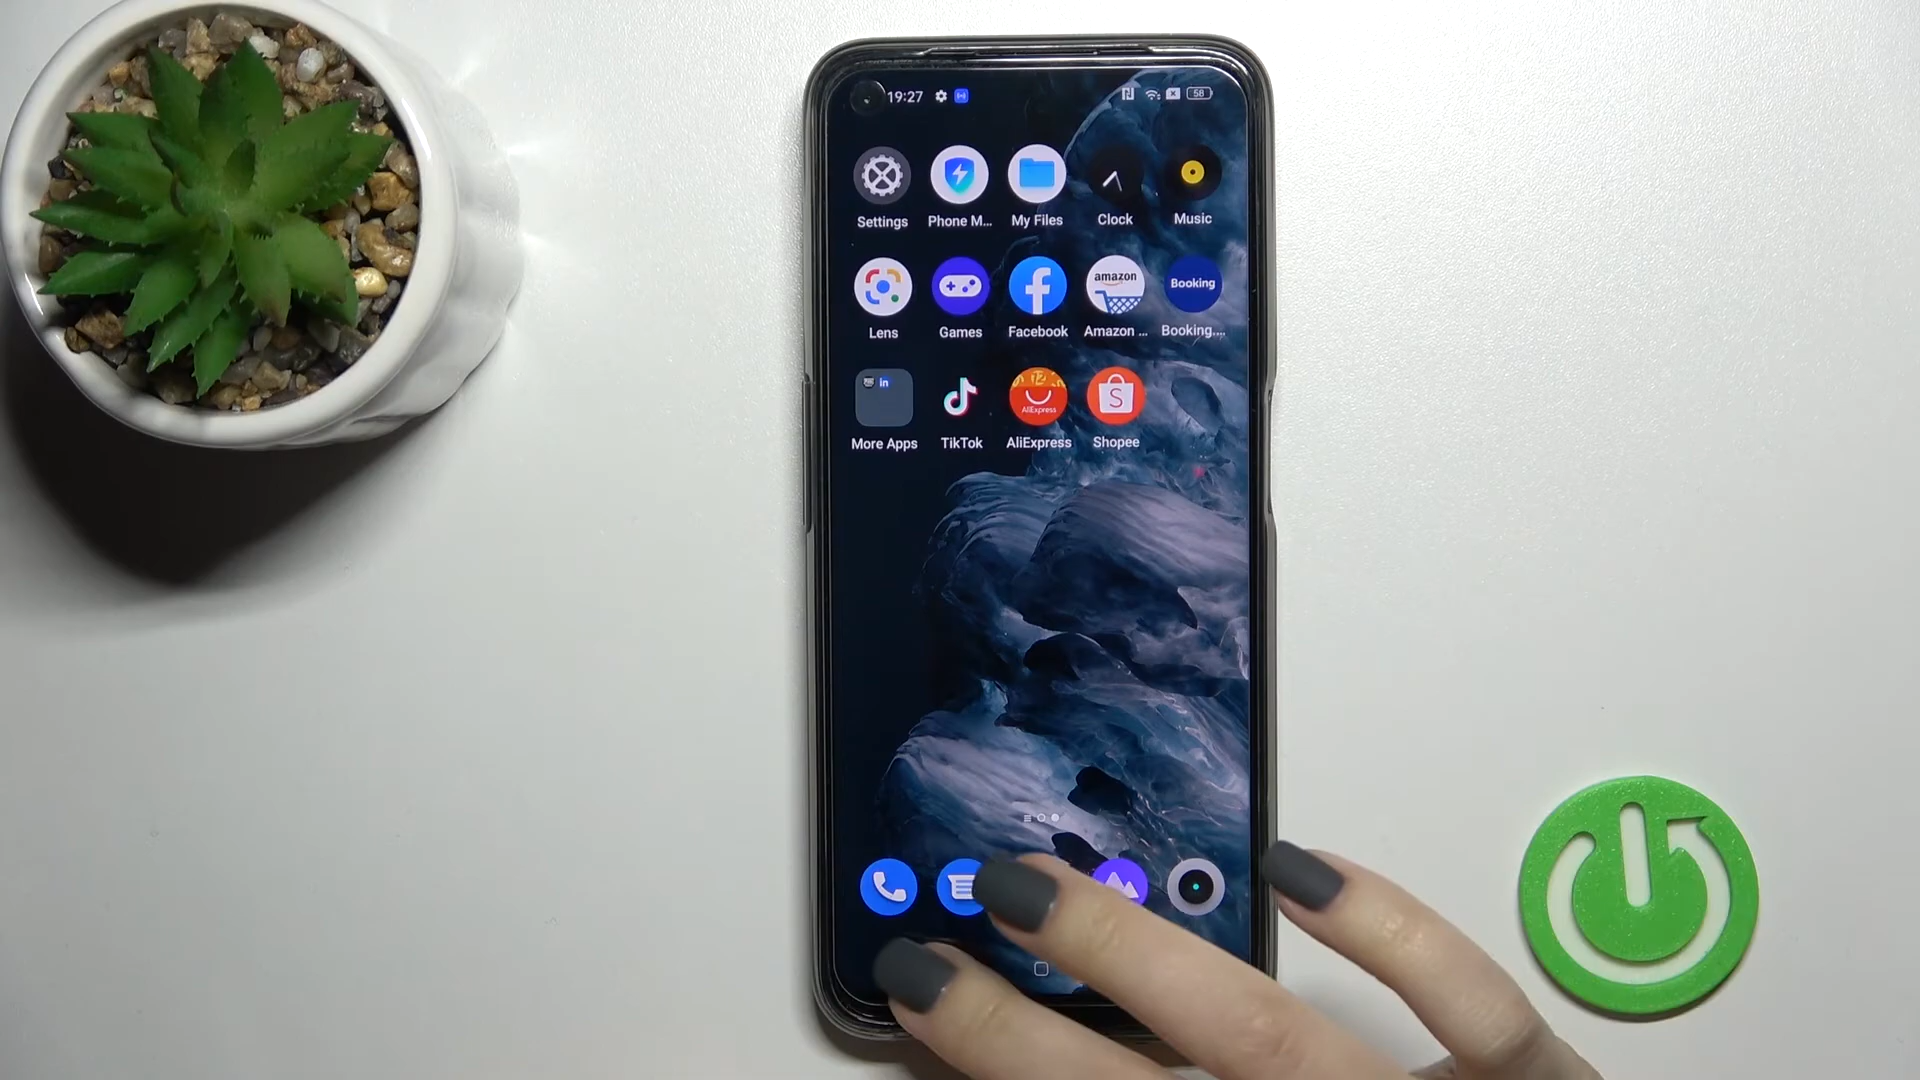 19:27
58
Settings
Phone M...
My Files
Clock
Music
amazon
Booking
Lens
Games
Facebook
Amazon ...
Booking....
in
AliExpress
S
More Apps
TikTok
AliExpress
Shopee